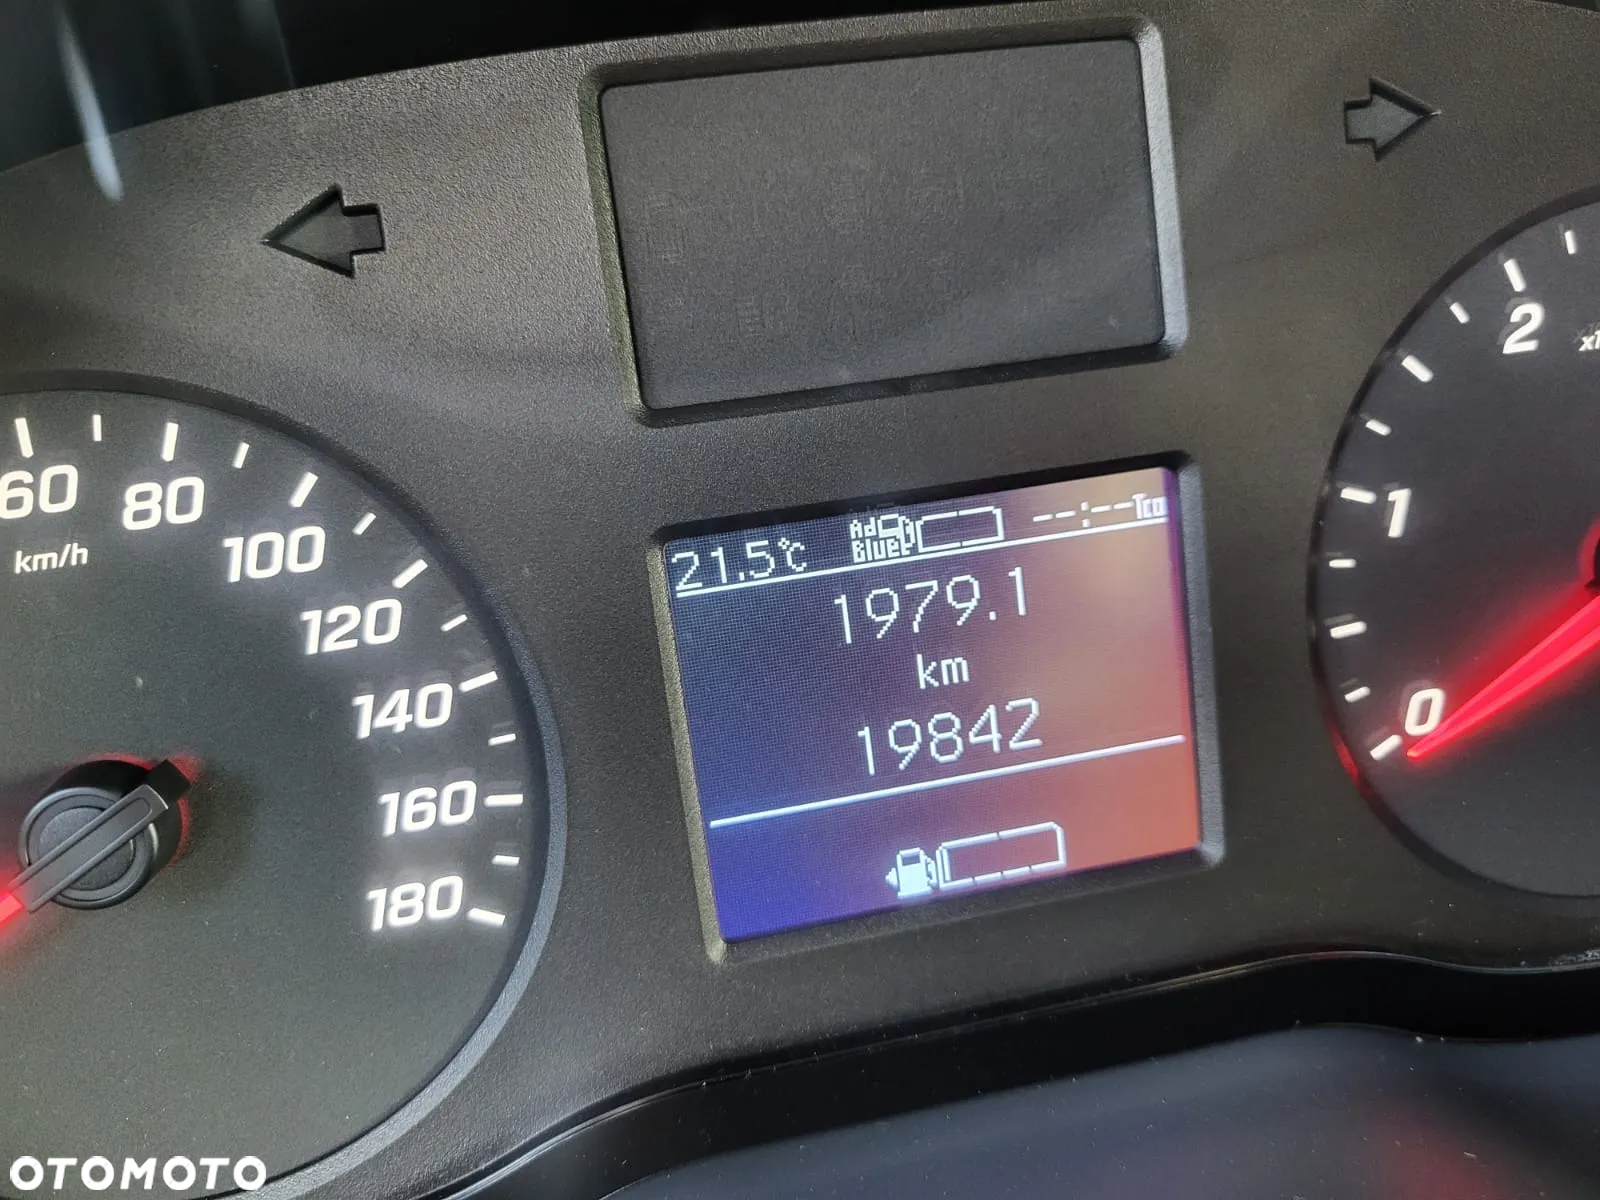 21.5°C
Ad
Blue
--:--Tco
1979.1
km
19842
60
80
100
120
140
160
180
km/h
2
1
0
OTOMOTO